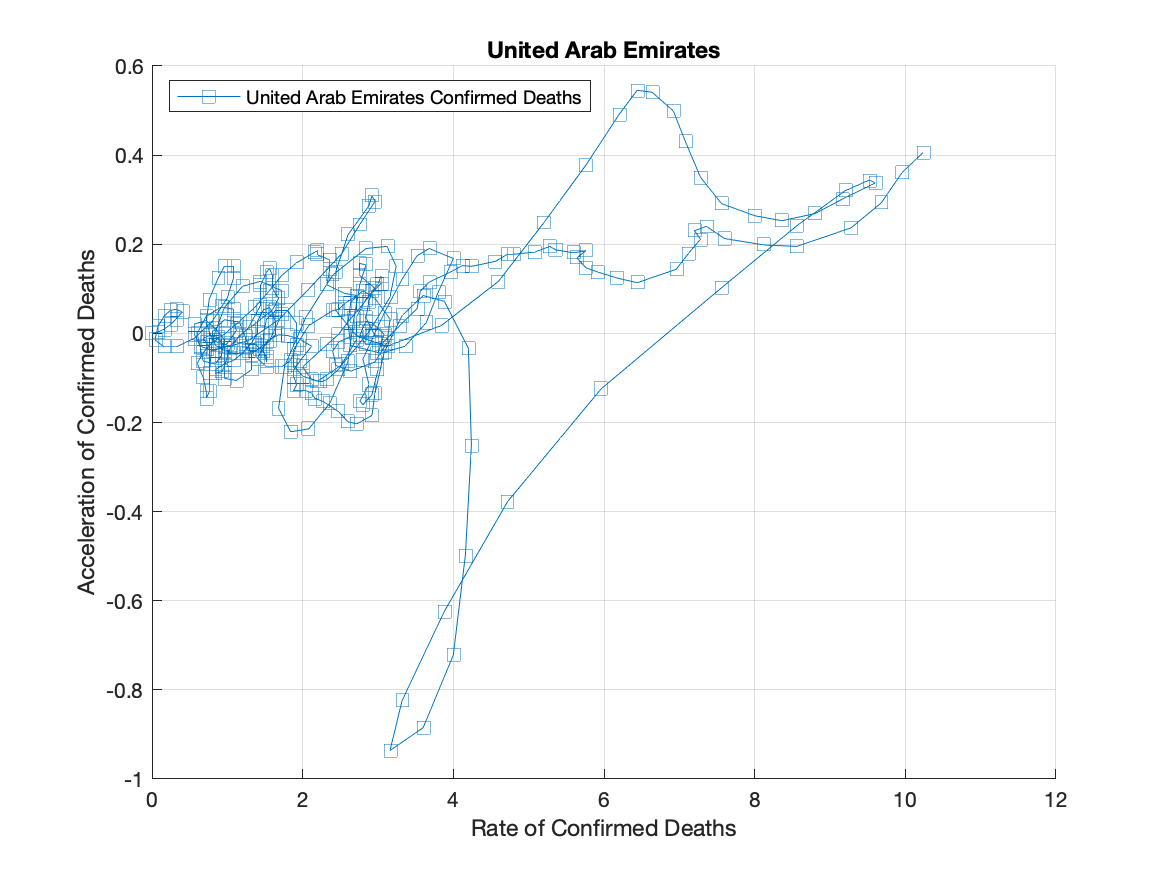 United Arab Emirates
United Arab Emirates Confirmed Deaths
Acceleration of Confirmed Deaths
0.6
0.4
0.2
0
-0.2
-0.4
-0.6
-0.8
-1
0 2 4 6 8 10 12
Rate of Confirmed Deaths